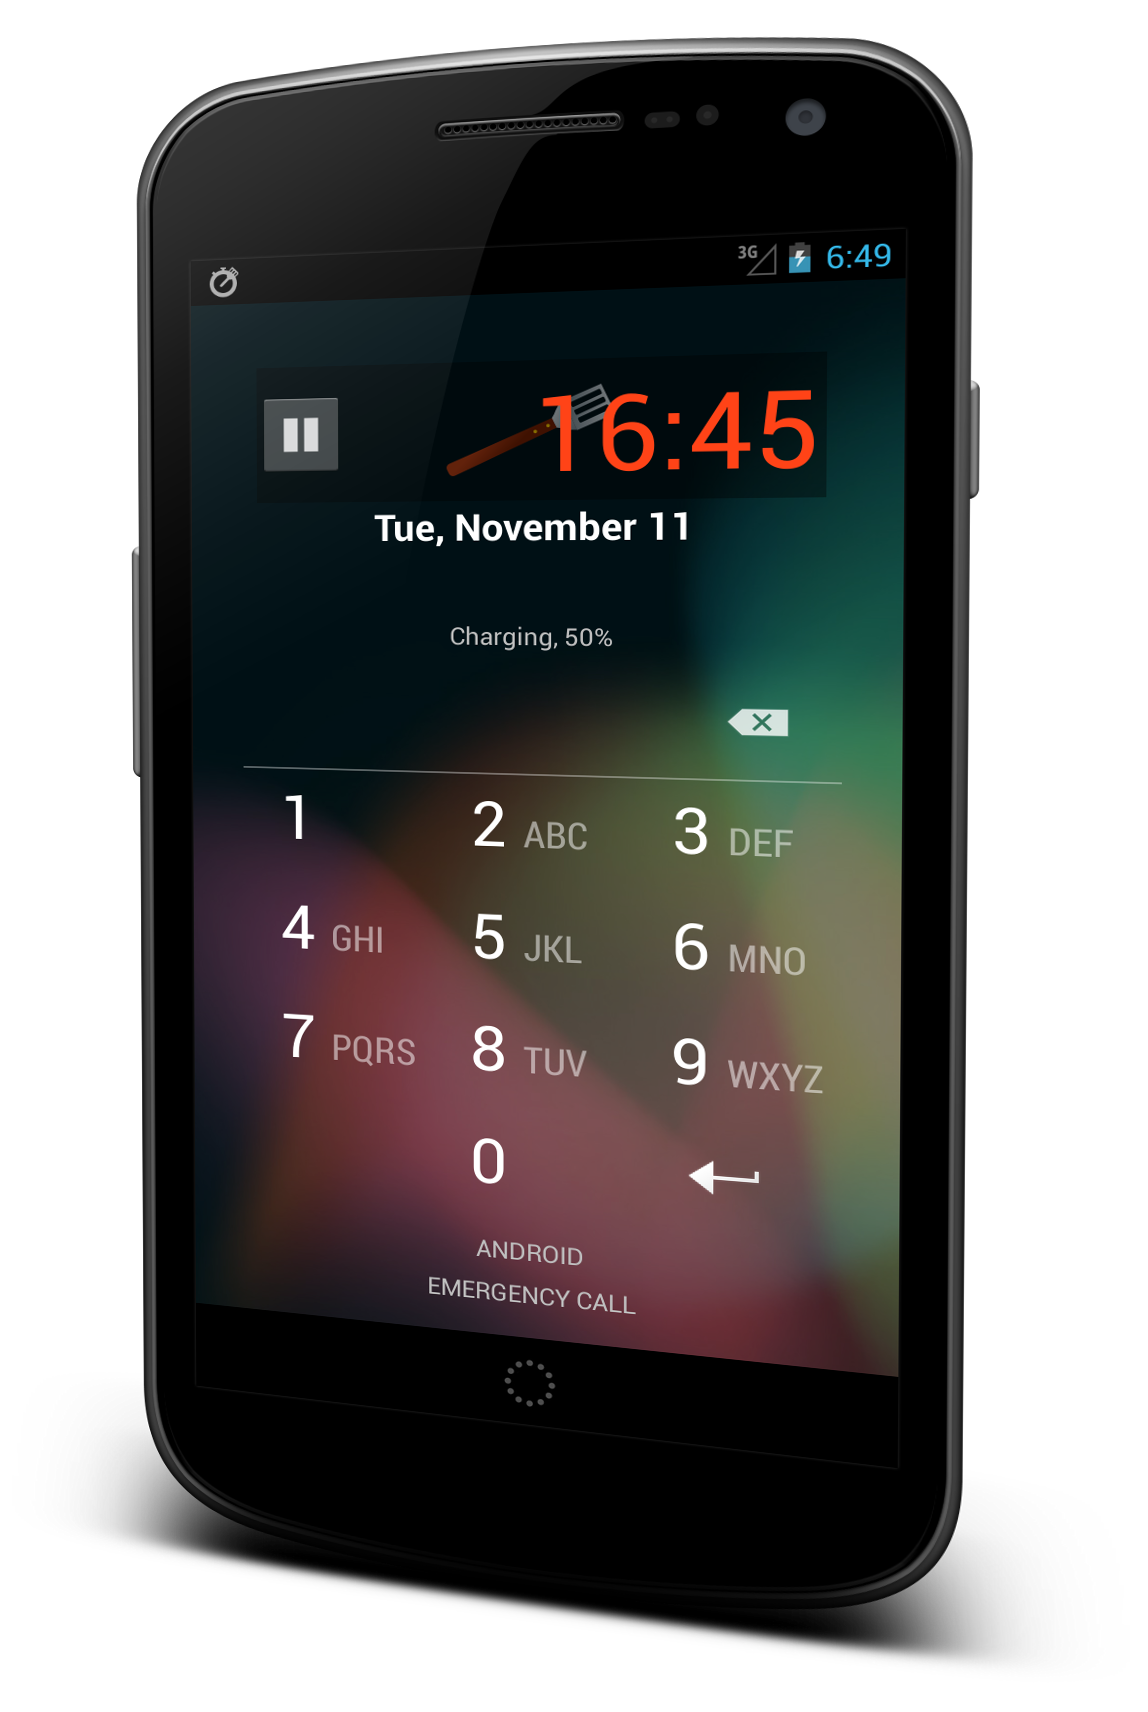 3G 6:49
16:45
Tue, November 11
Charging, 50%
1 2 ABC 3 DEF
4 GHI 5 JKL 6 MNO
7 PQRS 8 TUV 9 WXYZ
0
ANDROID
EMERGENCY CALL